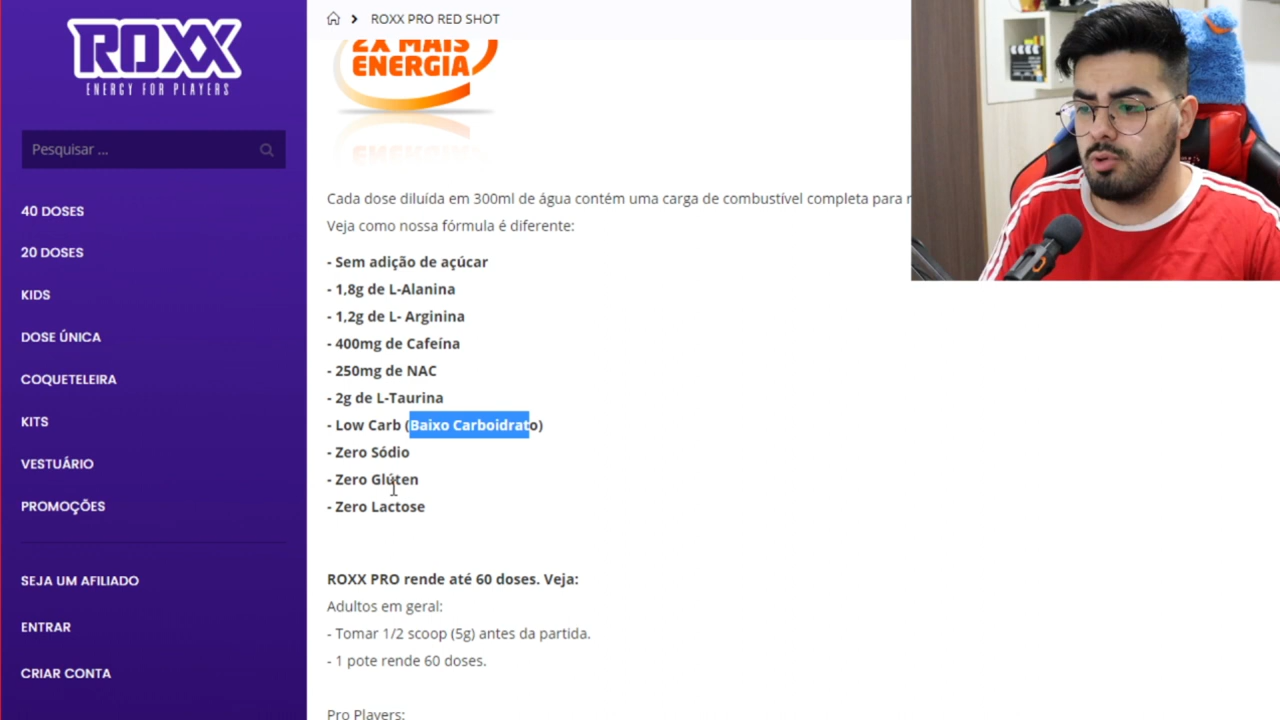 ROXX
ENERGY FOR PLAYERS
Pesquisar ...
40 DOSES
20 DOSES
KIDS
DOSE ÚNICA
COQUETELEIRA
KITS
VESTUÁRIO
PROMOÇÕES
SEJA UM AFILIADO
ENTRAR
CRIAR CONTA
ROXX PRO RED SHOT
2X MAIS
ENERGIA
Cada dose diluída em 300ml de água contém uma carga de combustível completa para
Veja como nossa fórmula é diferente:
- Sem adição de açúcar
- 1,8g de L-Alanina
- 1,2g de L- Arginina
- 400mg de Cafeína
- 250mg de NAC
- 2g de L-Taurina
- Low Carb (Baixo Carboidrato)
- Zero Sódio
- Zero Glúten
- Zero Lactose
ROXX PRO rende até 60 doses. Veja:
Adultos em geral:
- Tomar 1/2 scoop (5g) antes da partida.
- 1 pote rende 60 doses.
Pro Players: